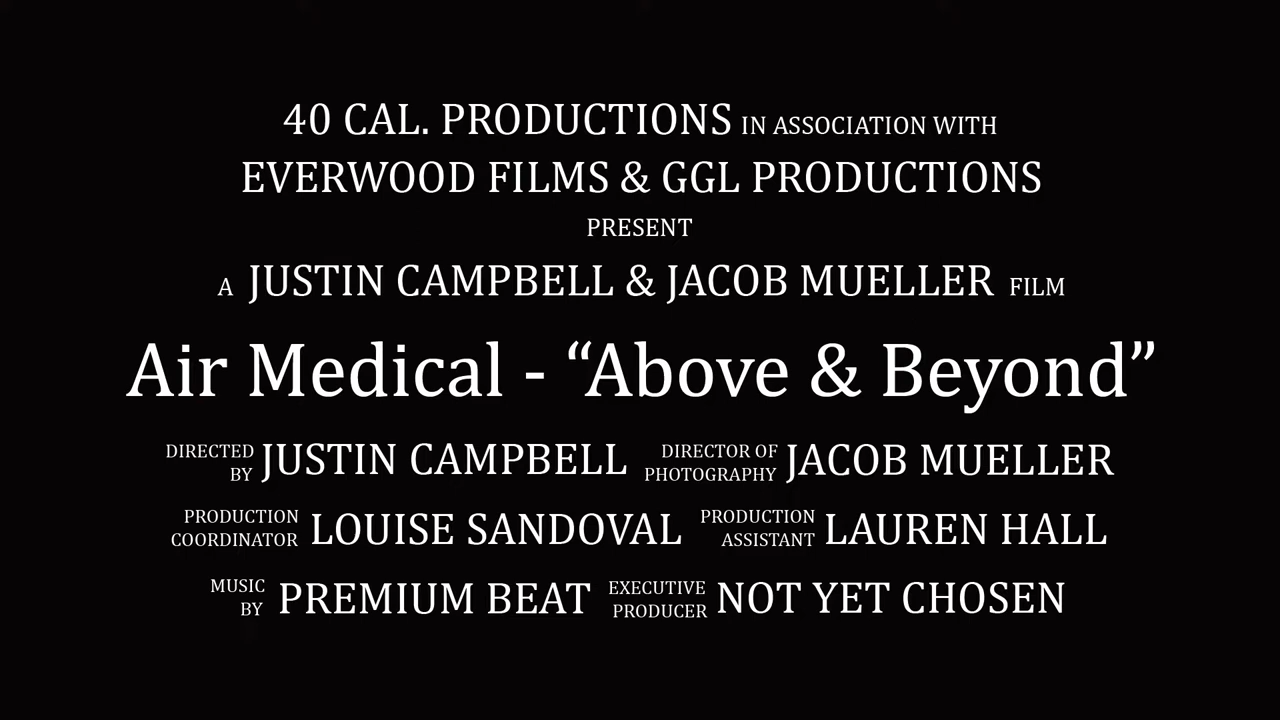 40 CAL. PRODUCTIONS IN ASSOCIATION WITH
EVERWOOD FILMS & GGL PRODUCTIONS
PRESENT
A JUSTIN CAMPBELL & JACOB MUELLER FILM
Air Medical - “Above & Beyond”
DIRECTED BY JUSTIN CAMPBELL DIRECTOR OF PHOTOGRAPHY JACOB MUELLER
PRODUCTION COORDINATOR LOUISE SANDOVAL PRODUCTION ASSISTANT LAUREN HALL
MUSIC BY PREMIUM BEAT EXECUTIVE PRODUCER NOT YET CHOSEN